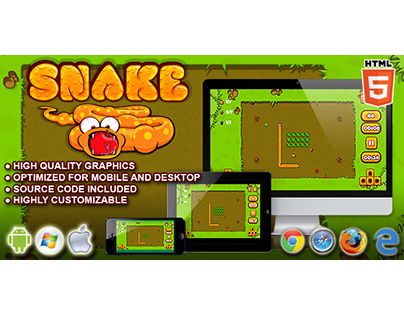 SNAKE
HTML
5
• HIGH QUALITY GRAPHICS
• OPTIMIZED FOR MOBILE AND DESKTOP
• SOURCE CODE INCLUDED
• HIGHLY CUSTOMIZABLE